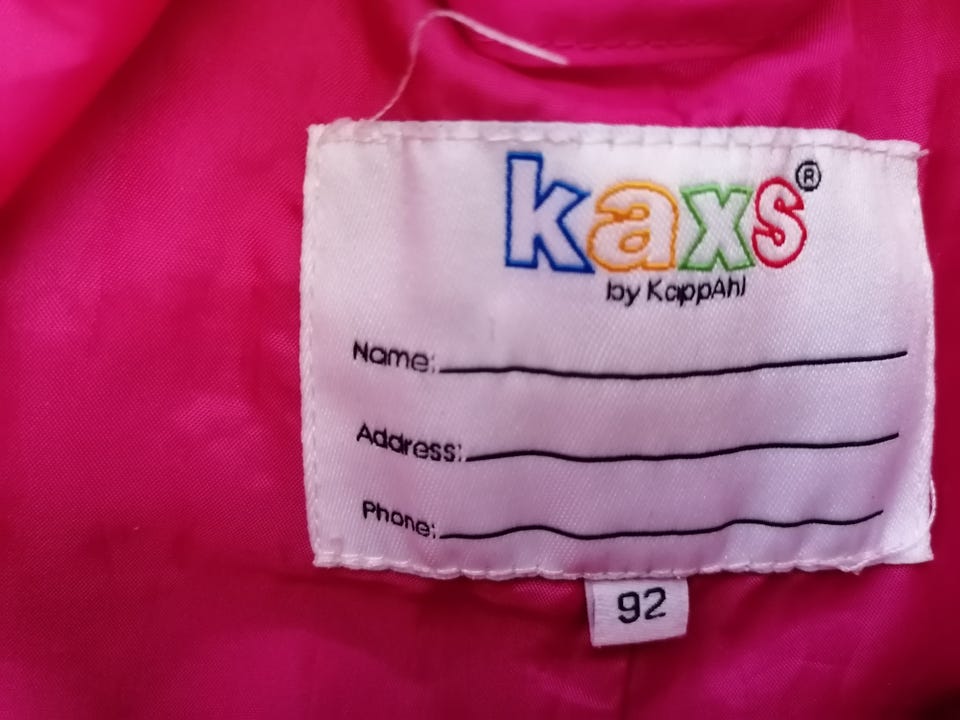 kaxs®
by KappAhl
Name:
Address:
Phone:
92